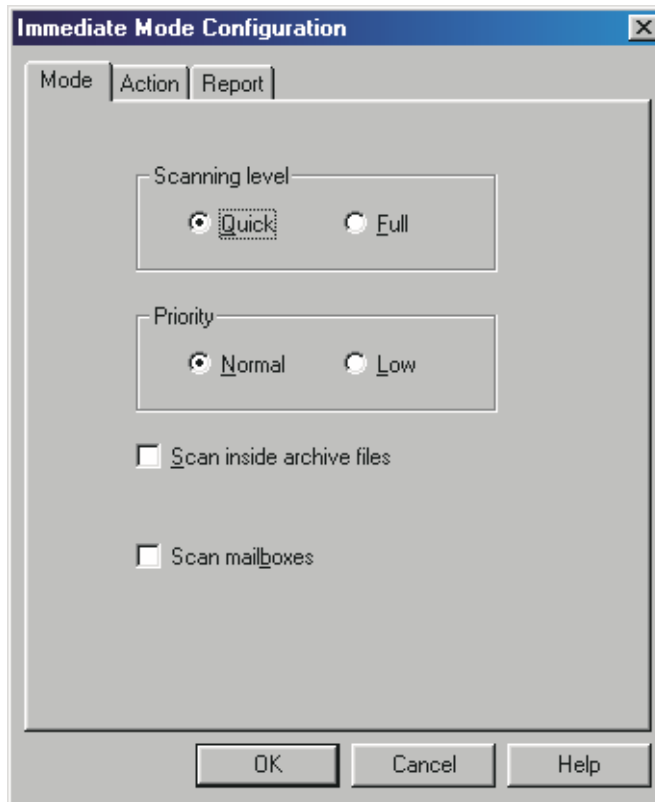 Immediate Mode Configuration
Mode Action Report
Scanning level
Quick Full
Priority
Normal Low
Scan inside archive files
Scan mailboxes
OK Cancel Help